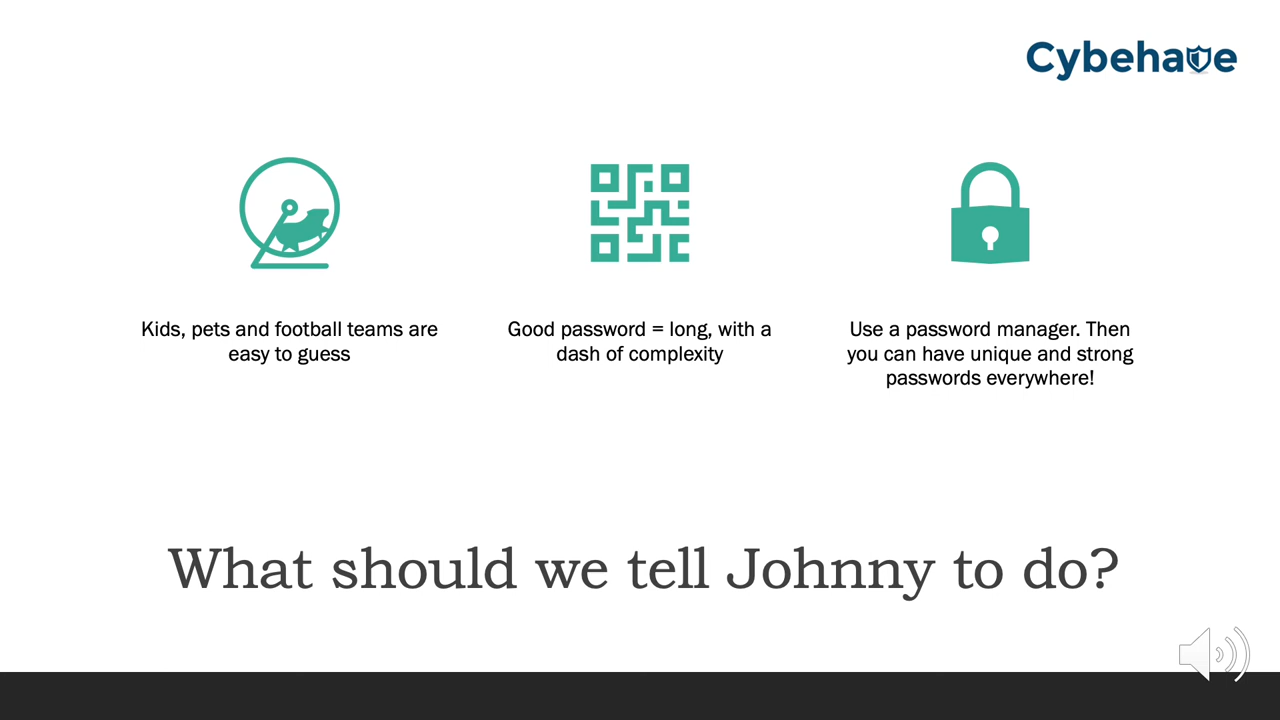 Cybehave
Kids, pets and football teams are
easy to guess
Good password = long, with a
dash of complexity
Use a password manager. Then
you can have unique and strong
passwords everywhere!
What should we tell Johnny to do?